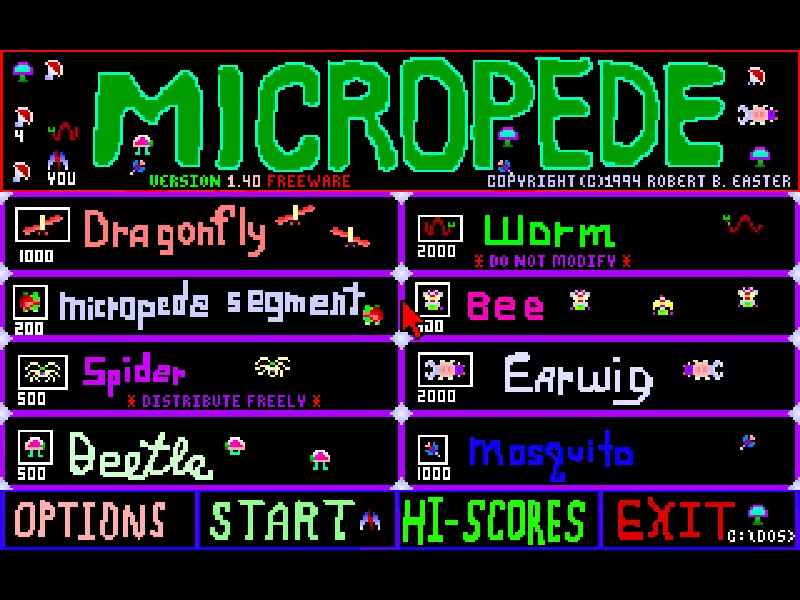 MICROPEDE
4
YOU
VERSION 1.40 FREEWARE
COPYRIGHT (C)1994 ROBERT B. EASTER
Dragonfly
1000
Worm
2000
* DO NOT MODIFY *
micropede segment
200
Bee
Spider
500
* DISTRIBUTE FREELY *
Earwig
2000
Beetle
500
Mosquito
1000
OPTIONS
START
HI-SCORES
EXIT
C:\DOS>